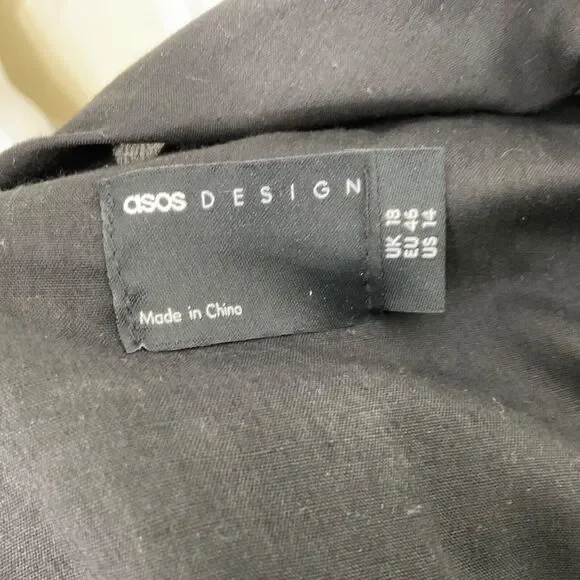 asos DESIGN
Made in China
UK 18
EU 46
US 14